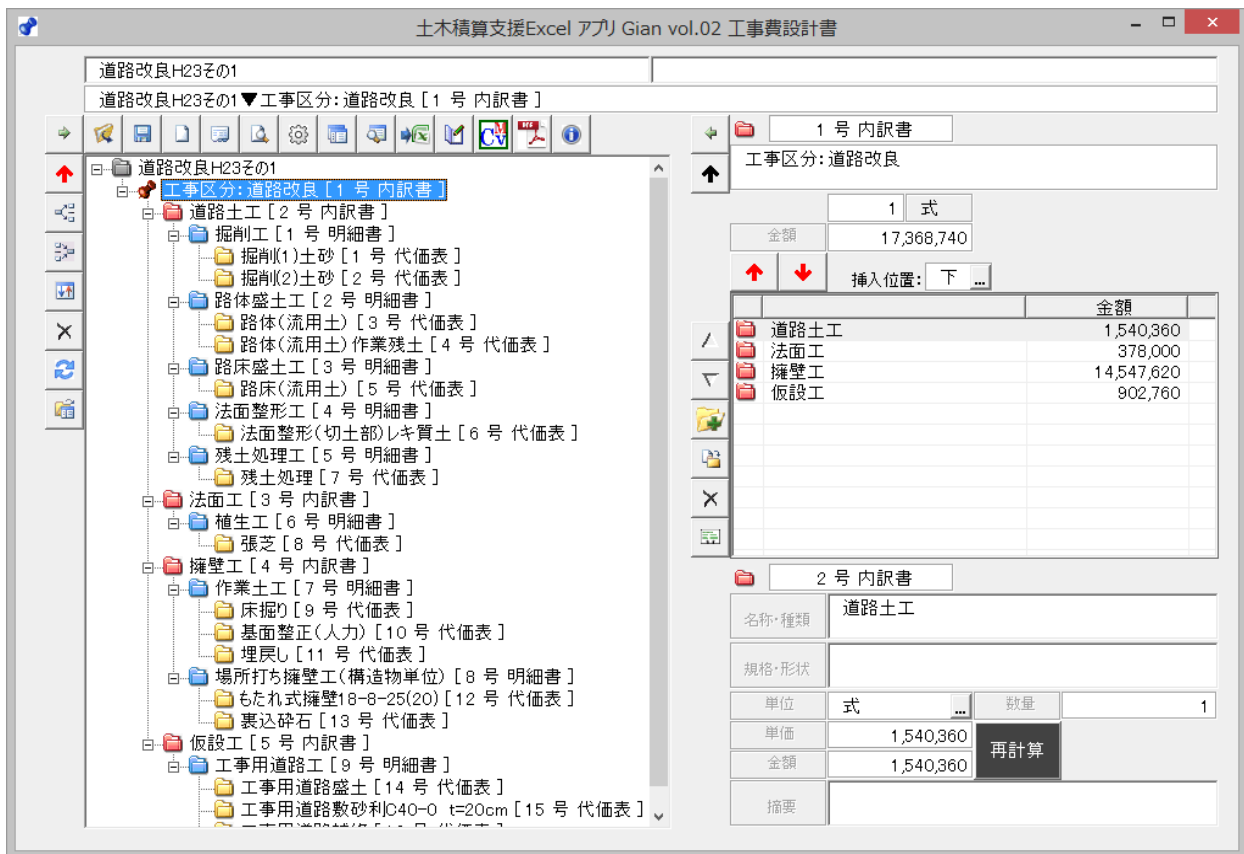 土木積算支援Excel アプリ Gian vol.02 工事費設計書
道路改良H23その1
道路改良H23その1▼工事区分:道路改良 [ 1 号 内訳書 ]
CV
PDF
道路改良H23その1
工事区分:道路改良 [ 1 号 内訳書 ]
道路土工 [ 2 号 内訳書 ]
掘削工 [ 1 号 明細書 ]
掘削(1)土砂 [ 1 号 代価表 ]
掘削(2)土砂 [ 2 号 代価表 ]
路体盛土工 [ 2 号 明細書 ]
路体(流用土) [ 3 号 代価表 ]
路体(流用土)作業残土 [ 4 号 代価表 ]
路床盛土工 [ 3 号 明細書 ]
路床(流用土) [ 5 号 代価表 ]
法面整形工 [ 4 号 明細書 ]
法面整形(切土部)レキ質土 [ 6 号 代価表 ]
残土処理工 [ 5 号 明細書 ]
残土処理 [ 7 号 代価表 ]
法面工 [ 3 号 内訳書 ]
植生工 [ 6 号 明細書 ]
張芝 [ 8 号 代価表 ]
擁壁工 [ 4 号 内訳書 ]
作業土工 [ 7 号 明細書 ]
床掘り [ 9 号 代価表 ]
基面整正(人力) [ 10 号 代価表 ]
埋戻し [ 11 号 代価表 ]
場所打ち擁壁工(構造物単位) [ 8 号 明細書 ]
もたれ式擁壁18-8-25(20) [ 12 号 代価表 ]
裏込砕石 [ 13 号 代価表 ]
仮設工 [ 5 号 内訳書 ]
工事用道路工 [ 9 号 明細書 ]
工事用道路盛土 [ 14 号 代価表 ]
工事用道路敷砂利C40-0 t=20cm [ 15 号 代価表 ]
1 号 内訳書
工事区分:道路改良
1 式
金額 17,368,740
挿入位置: 下 ...
金額
道路土工 1,540,360
法面工 378,000
擁壁工 14,547,620
仮設工 902,760
2 号 内訳書
名称・種類 道路土工
規格・形状
単位 式 ... 数量 1
単価 1,540,360 再計算
金額 1,540,360
摘要